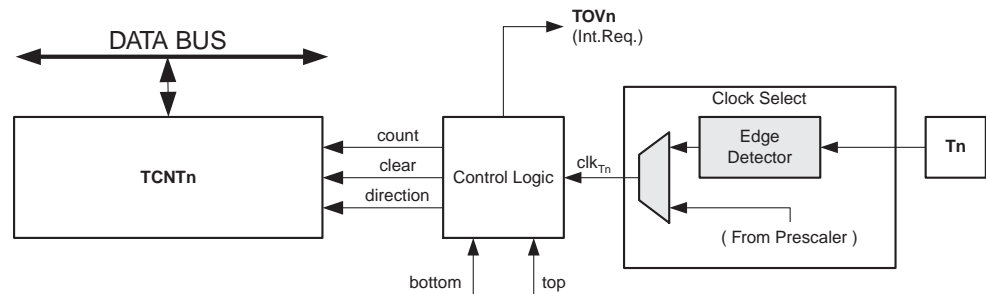 TOVn
(Int.Req.)
DATA BUS
Clock Select
count
Edge
Detector
Tn
TCNTn
clear
Control Logic
clkTn
direction
( From Prescaler )
bottom
top